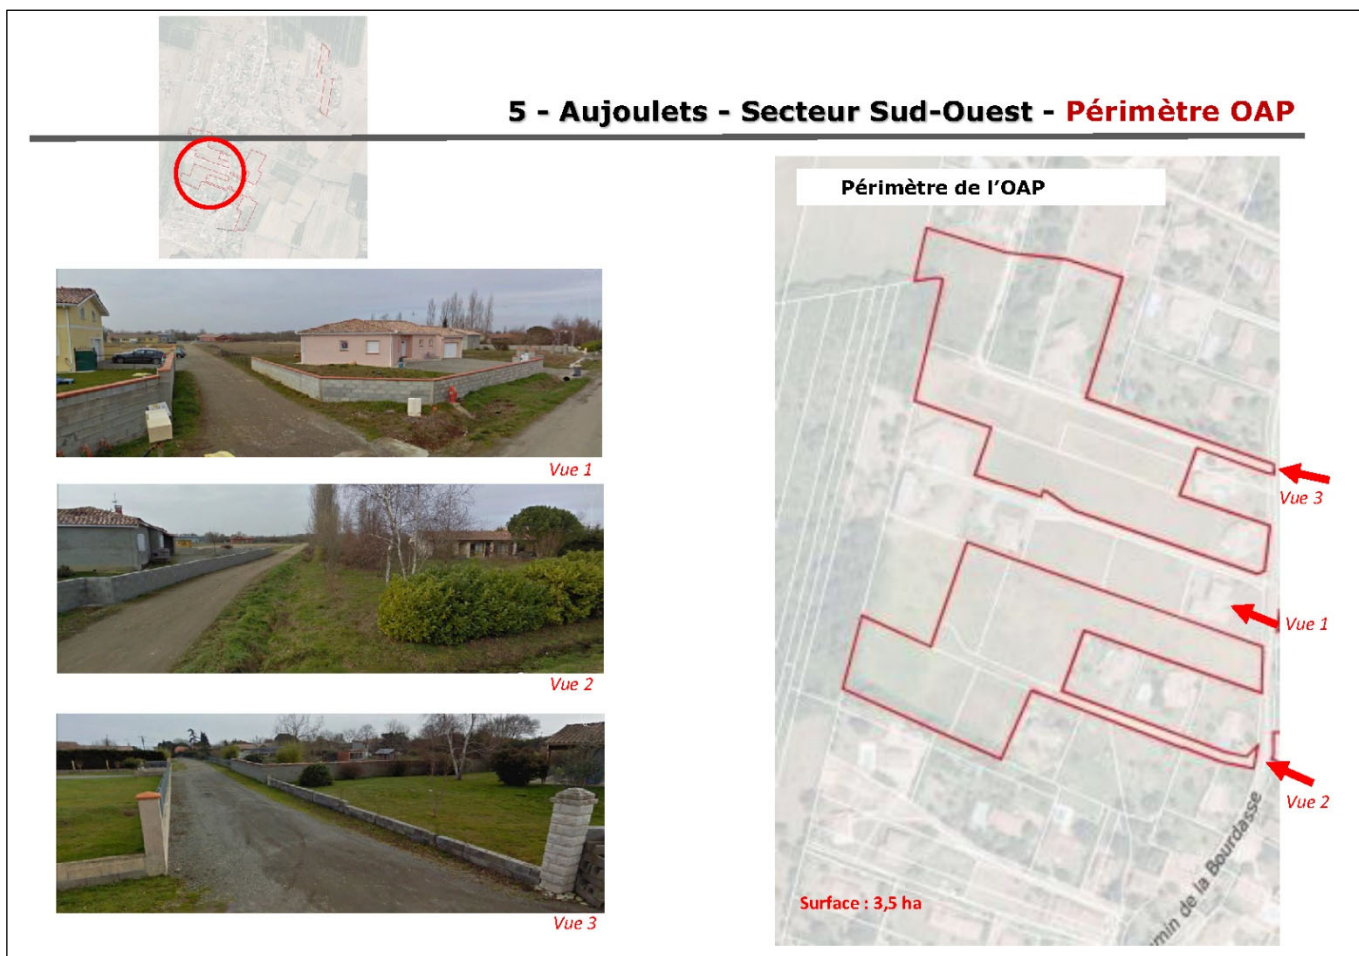 5 - Aujoulets - Secteur Sud-Ouest - Périmètre OAP
Périmètre de l'OAP
Vue 1
Vue 2
Vue 3
Vue 3
Vue 1
Vue 2
min de la Bourdasse
Surface : 3,5 ha